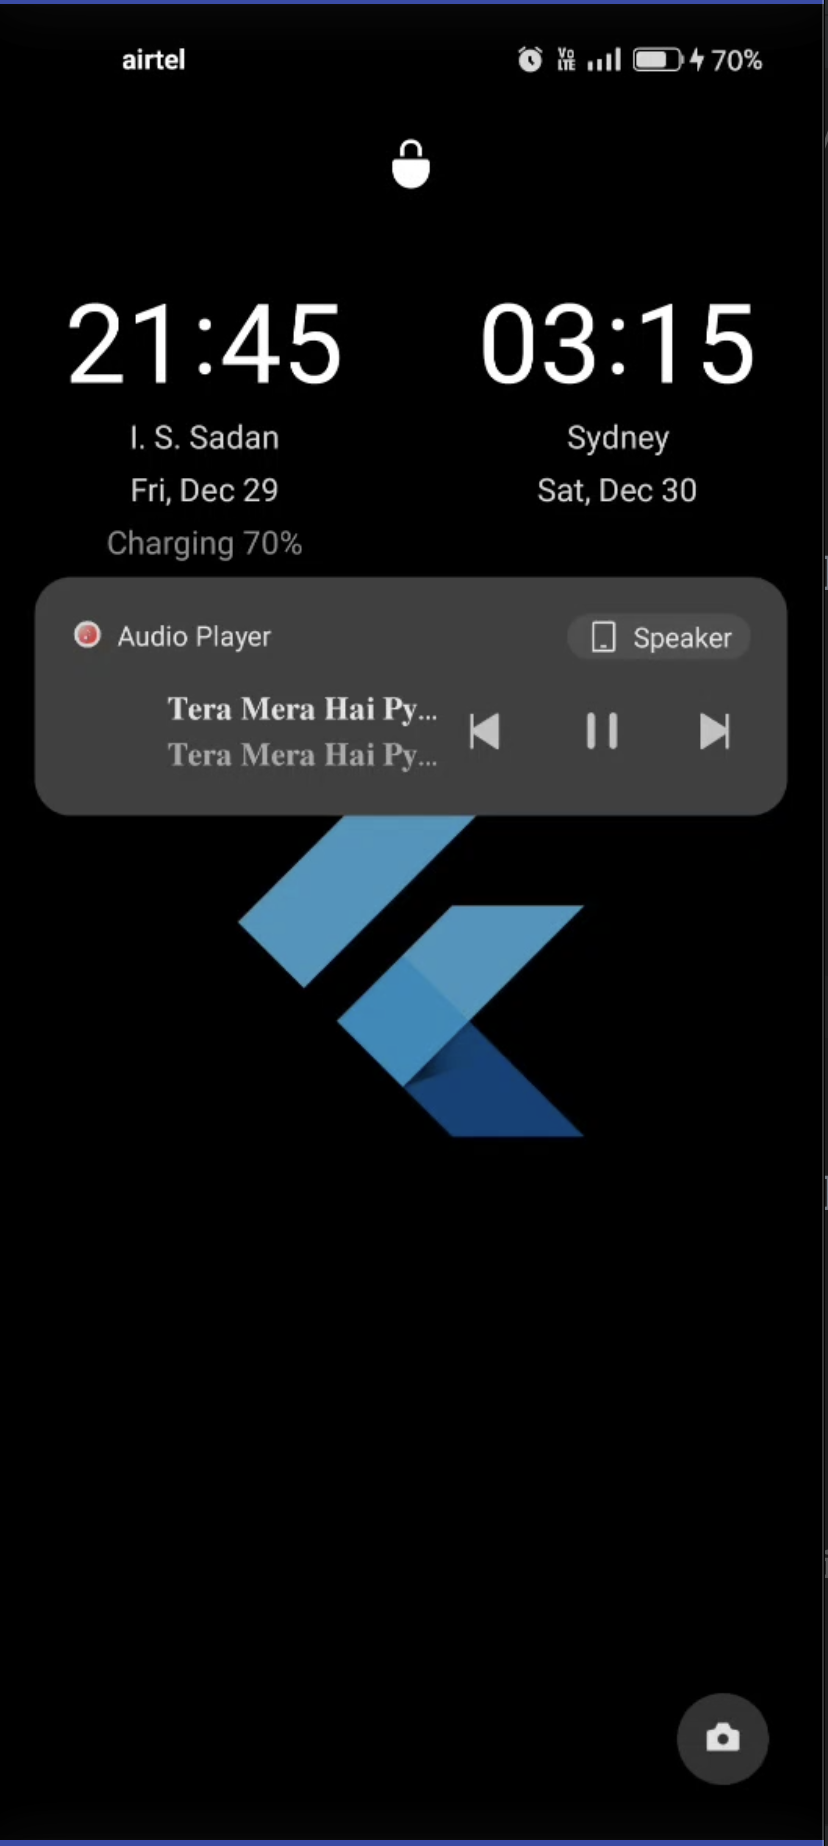 airtel
Vo LTE 70%
21:45
I. S. Sadan
Fri, Dec 29
Charging 70%
03:15
Sydney
Sat, Dec 30
Audio Player
Speaker
Tera Mera Hai Py...
Tera Mera Hai Py...